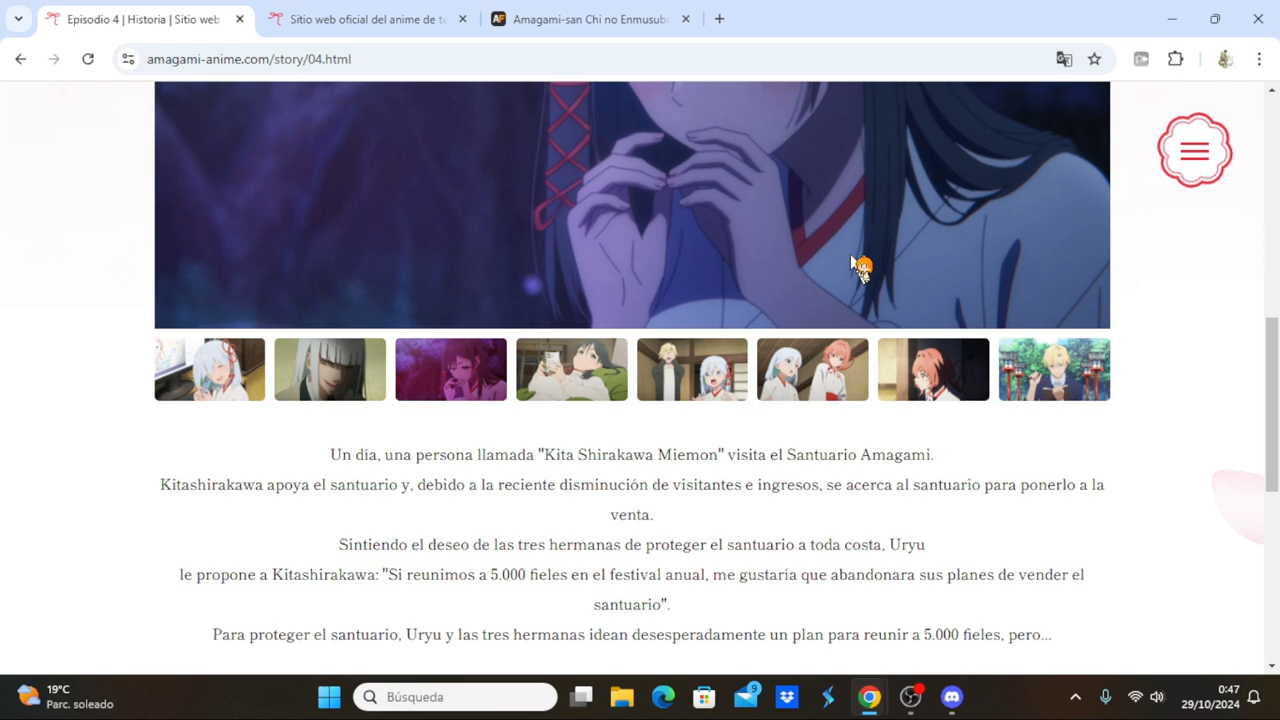 Episodio 4 | Historia | Sitio web
Sitio web oficial del anime de te
Amagami-san Chi no Enmusubi
amagami-anime.com/story/04.html
Un día, una persona llamada "Kita Shirakawa Miemon" visita el Santuario Amagami.
Kitashirakawa apoya el santuario y, debido a la reciente disminución de visitantes e ingresos, se acerca al santuario para ponerlo a la
venta.
Sintiendo el deseo de las tres hermanas de proteger el santuario a toda costa, Uryu
le propone a Kitashirakawa: "Si reunimos a 5.000 fieles en el festival anual, me gustaría que abandonara sus planes de vender el
santuario".
Para proteger el santuario, Uryu y las tres hermanas idean desesperadamente un plan para reunir a 5.000 fieles, pero...
19°C
Parc. soleado
Búsqueda
9
0:47
29/10/2024